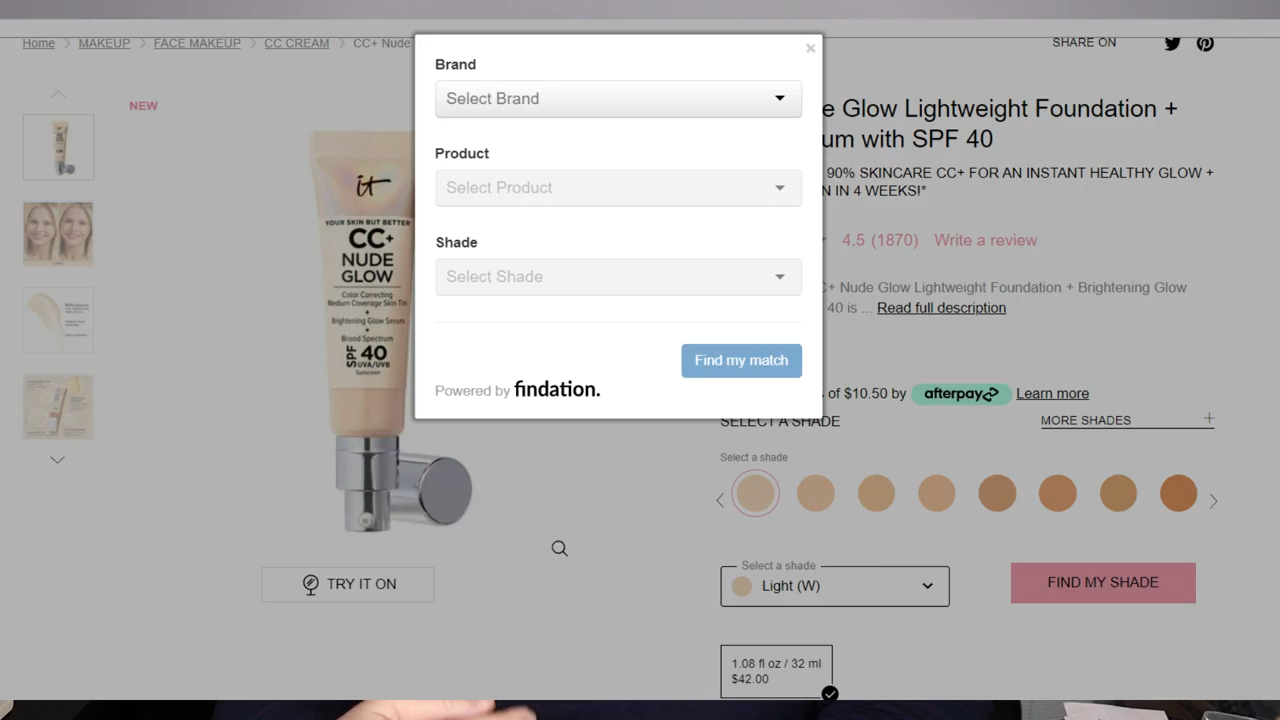 Home > MAKEUP > FACE MAKEUP > CC CREAM > CC+ Nude
SHARE ON
NEW
it
YOUR SKIN BUT BETTER
CC+
NUDE
GLOW
Color Correcting
Medium Coverage Skin Tint
+
Brightening Glow Serum
+
Broad Spectrum
SPF 40
UVA/UVB
Sunscreen
TRY IT ON
×
Brand
Select Brand
Product
Select Product
Shade
Select Shade
Find my match
Powered by findation.
e Glow Lightweight Foundation +
um with SPF 40
90% SKINCARE CC+ FOR AN INSTANT HEALTHY GLOW +
N IN 4 WEEKS!*
4.5 (1870) Write a review
+ Nude Glow Lightweight Foundation + Brightening Glow
40 is ... Read full description
of $10.50 by afterpay Learn more
SELECT A SHADE
MORE SHADES +
Select a shade
Select a shade
Light (W)
FIND MY SHADE
1.08 fl oz / 32 ml
$42.00